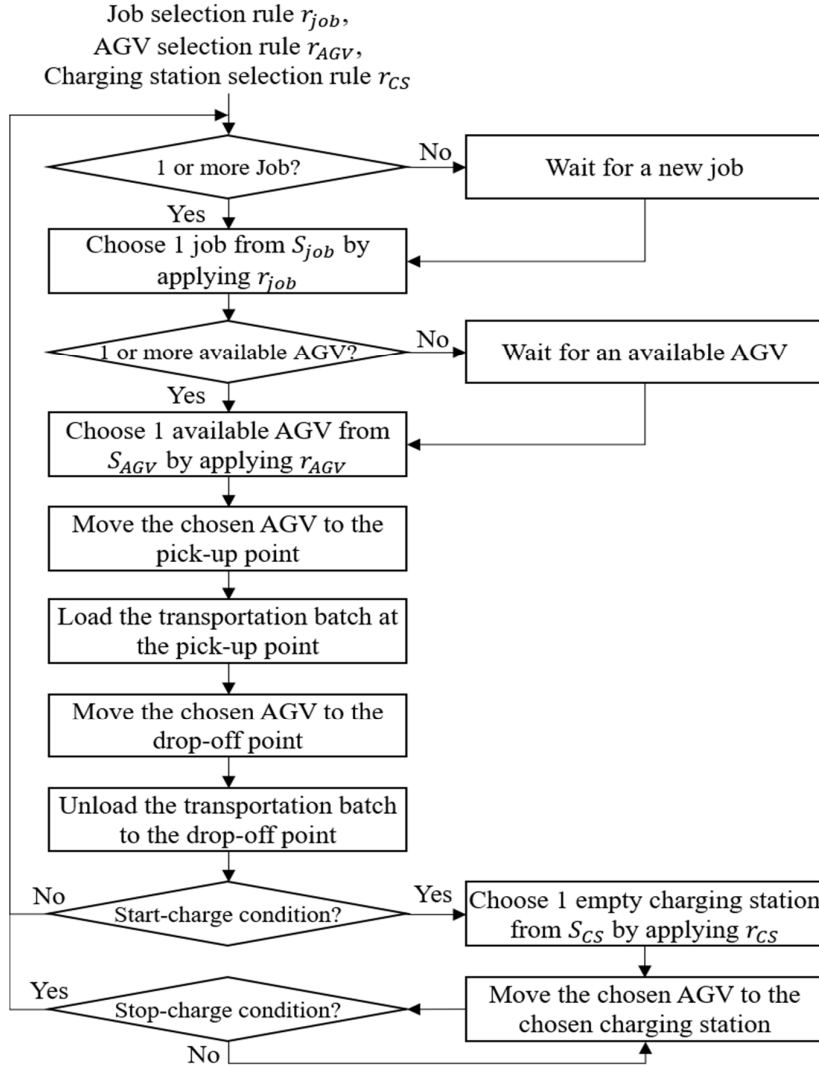 Job selection rule r_job,
AGV selection rule r_AGV,
Charging station selection rule r_CS
1 or more Job?
No
Wait for a new job
Yes
Choose 1 job from S_job by
applying r_job
1 or more available AGV?
No
Wait for an available AGV
Yes
Choose 1 available AGV from
S_AGV by applying r_AGV
Move the chosen AGV to the
pick-up point
Load the transportation batch at
the pick-up point
Move the chosen AGV to the
drop-off point
Unload the transportation batch
to the drop-off point
No
Start-charge condition?
Yes
Choose 1 empty charging station
from S_CS by applying r_CS
Yes
Stop-charge condition?
No
Move the chosen AGV to the
chosen charging station